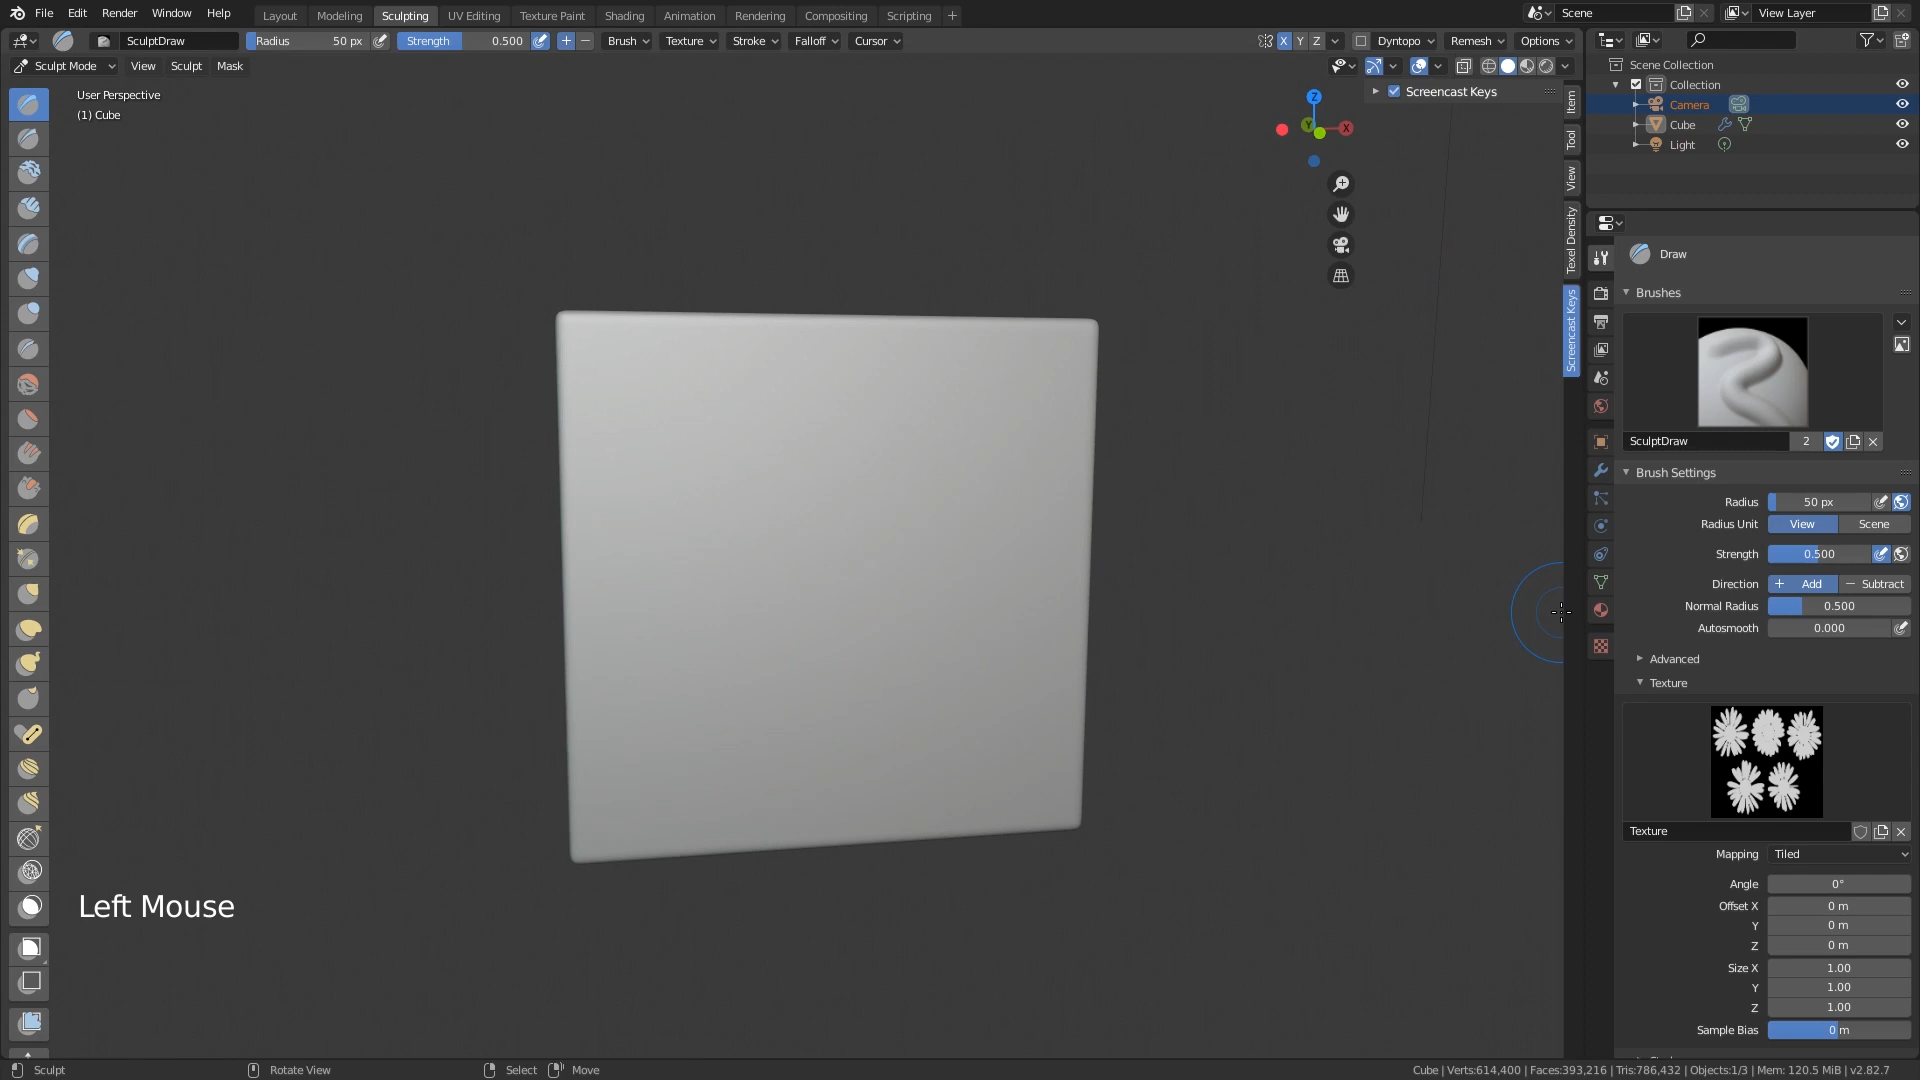 File Edit Render Window Help Layout Modeling Sculpting UV Editing Texture Paint Shading Animation Rendering Compositing Scripting + Scene View Layer
SculptDraw Radius 50 px Strength 0.500 + − Brush Texture Stroke Falloff Cursor X Y Z Dyntopo Remesh Options
Sculpt Mode View Sculpt Mask
User Perspective
(1) Cube
Screencast Keys
Z
Y
X
Item
Tool
View
Texel Density
Screencast Keys
Scene Collection
Collection
Camera
Cube
Light
Draw
Brushes
SculptDraw 2
Brush Settings
Radius 50 px
Radius Unit View Scene
Strength 0.500
Direction + Add − Subtract
Normal Radius 0.500
Autosmooth 0.000
Advanced
Texture
Texture
Mapping Tiled
Angle 0°
Offset X 0 m
Y 0 m
Z 0 m
Size X 1.00
Y 1.00
Z 1.00
Sample Bias 0 m
Left Mouse
Sculpt Rotate View Select Move Cube | Verts:614,400 | Faces:393,216 | Tris:786,432 | Objects:1/3 | Mem: 120.5 MiB | v2.82.7